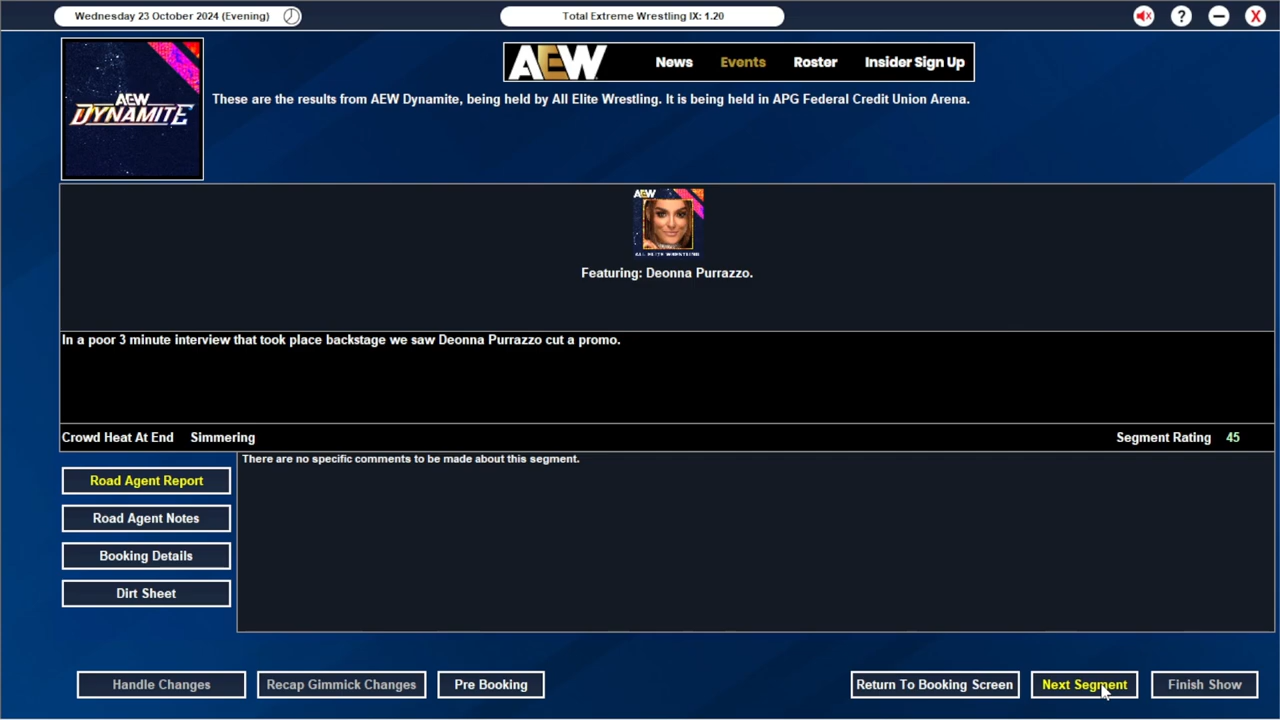 Wednesday 23 October 2024 (Evening)
Total Extreme Wrestling IX: 1.20
?
X
AEW
DYNAMITE
AEW
News
Events
Roster
Insider Sign Up
These are the results from AEW Dynamite, being held by All Elite Wrestling. It is being held in APG Federal Credit Union Arena.
AEW
ALL ELITE WRESTLING
Featuring: Deonna Purrazzo.
In a poor 3 minute interview that took place backstage we saw Deonna Purrazzo cut a promo.
Crowd Heat At End Simmering
Segment Rating 45
There are no specific comments to be made about this segment.
Road Agent Report
Road Agent Notes
Booking Details
Dirt Sheet
Handle Changes
Recap Gimmick Changes
Pre Booking
Return To Booking Screen
Next Segment
Finish Show